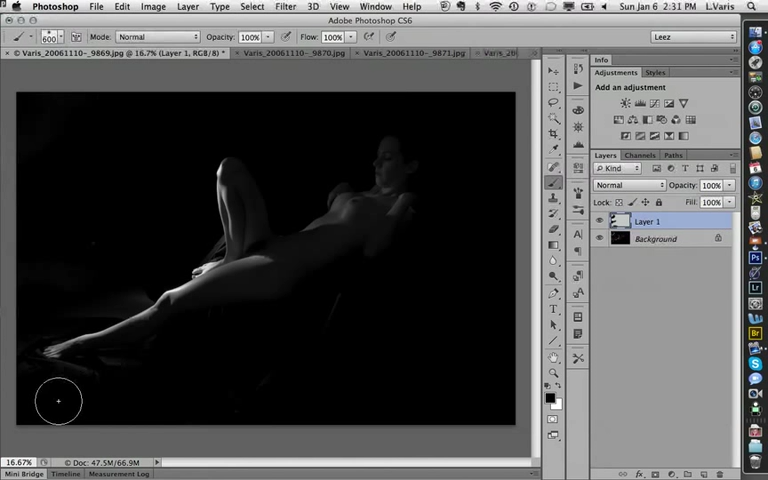 Photoshop File Edit Image Layer Type Select Filter 3D View Window Help Sun Jan 6 2:31 PM L.Varis
Adobe Photoshop CS6
600 Mode: Normal Opacity: 100% Flow: 100% Leez
× © Varis_20061110-_9869.jpg @ 16.7% (Layer 1, RGB/8) * × Varis_20061110-_9870.jpg × Varis_20061110-_9871.jpg ×
Info
Adjustments Styles
Add an adjustment
Layers Channels Paths
Kind
Normal Opacity: 100%
Lock: Fill: 100%
Layer 1
Background
16.67% © Doc: 47.5M/66.9M
Mini Bridge Timeline Measurement Log